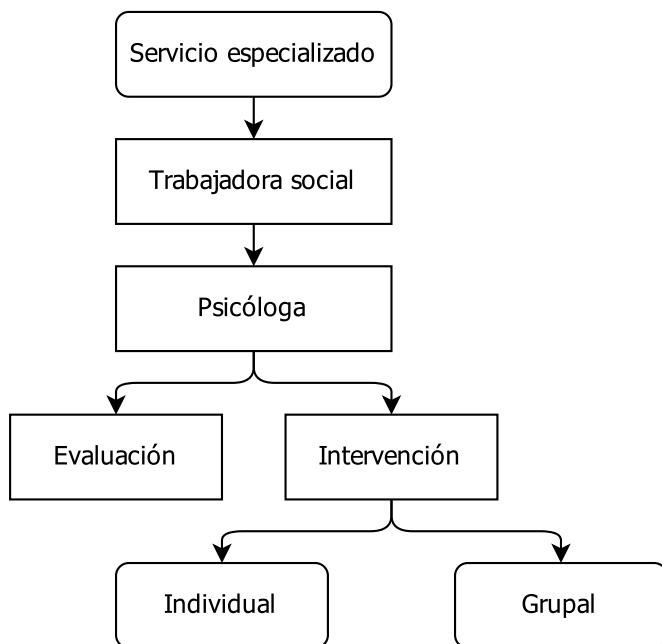 Servicio especializado
Trabajadora social
Psicóloga
Evaluación
Intervención
Individual
Grupal